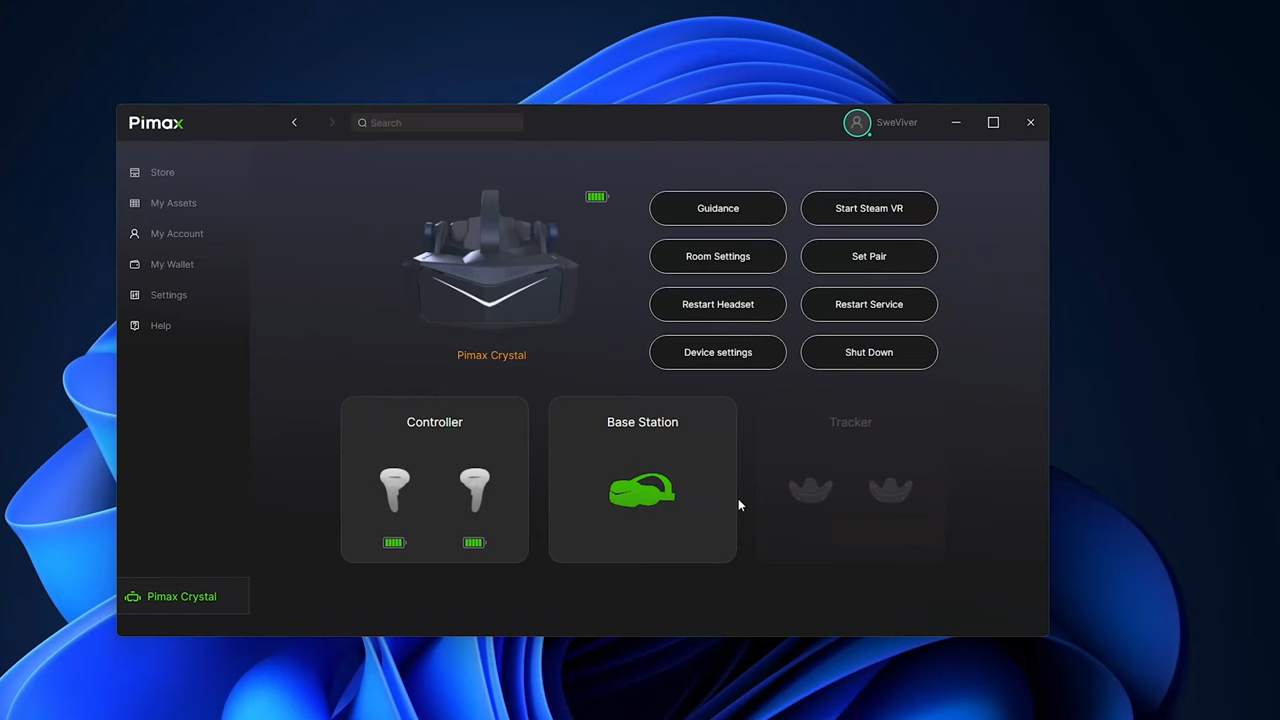 Pimax
Search
SweViver
Store
My Assets
My Account
My Wallet
Settings
Help
Pimax Crystal
Guidance
Start Steam VR
Room Settings
Set Pair
Restart Headset
Restart Service
Device settings
Shut Down
Pimax Crystal
Controller
Base Station
Tracker